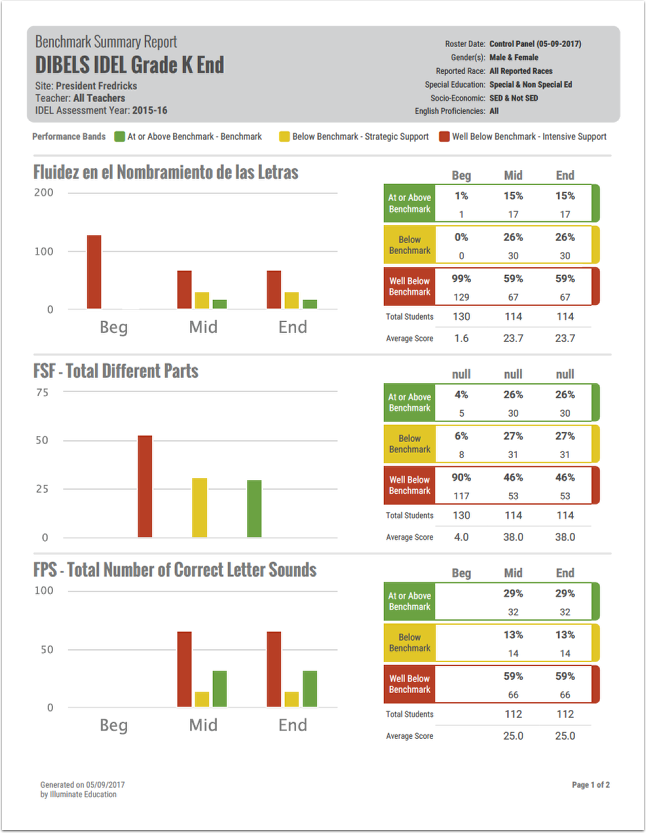 Benchmark Summary Report
DIBELS IDEL Grade K End
Site: President Fredricks
Teacher: All Teachers
IDEL Assessment Year: 2015-16
Roster Date: Control Panel (05-09-2017)
Gender(s): Male & Female
Reported Race: All Reported Races
Special Education: Special & Non Special Ed
Socio-Economic: SED & Not SED
English Proficiencies: All
Performance Bands At or Above Benchmark - Benchmark Below Benchmark - Strategic Support Well Below Benchmark - Intensive Support
Fluidez en el Nombramiento de las Letras
200
100
0
Beg Mid End
Beg Mid End
At or Above
Benchmark
1% 15% 15%
1 17 17
Below
Benchmark
0% 26% 26%
0 30 30
Well Below
Benchmark
99% 59% 59%
129 67 67
Total Students 130 114 114
Average Score 1.6 23.7 23.7
FSF - Total Different Parts
75
50
25
0
null null null
At or Above
Benchmark
4% 26% 26%
5 30 30
Below
Benchmark
6% 27% 27%
8 31 31
Well Below
Benchmark
90% 46% 46%
117 53 53
Total Students 130 114 114
Average Score 4.0 38.0 38.0
FPS - Total Number of Correct Letter Sounds
100
50
0
Beg Mid End
Beg Mid End
At or Above
Benchmark
29% 29%
32 32
Below
Benchmark
13% 13%
14 14
Well Below
Benchmark
59% 59%
66 66
Total Students 112 112
Average Score 25.0 25.0
Generated on 05/09/2017
by Illuminate Education
Page 1 of 2